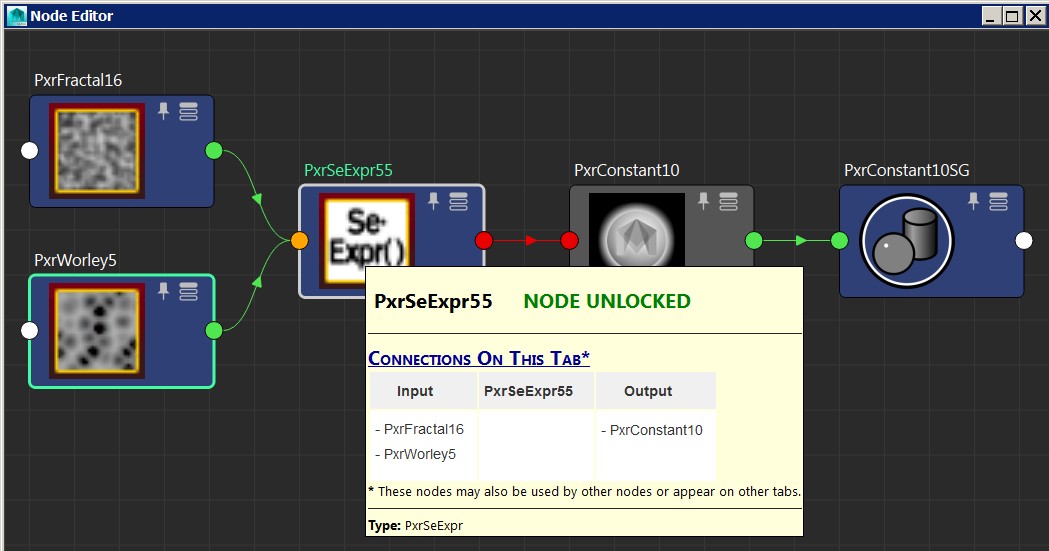 Node Editor
PxrFractal16
PxrSeExpr55
PxrConstant10
PxrConstant10SG
Se·
Expr()
PxrWorley5
PxrSeExpr55 NODE UNLOCKED
CONNECTIONS ON THIS TAB*
Input PxrSeExpr55 Output
- PxrFractal16 - PxrConstant10
- PxrWorley5
* These nodes may also be used by other nodes or appear on other tabs.
Type: PxrSeExpr